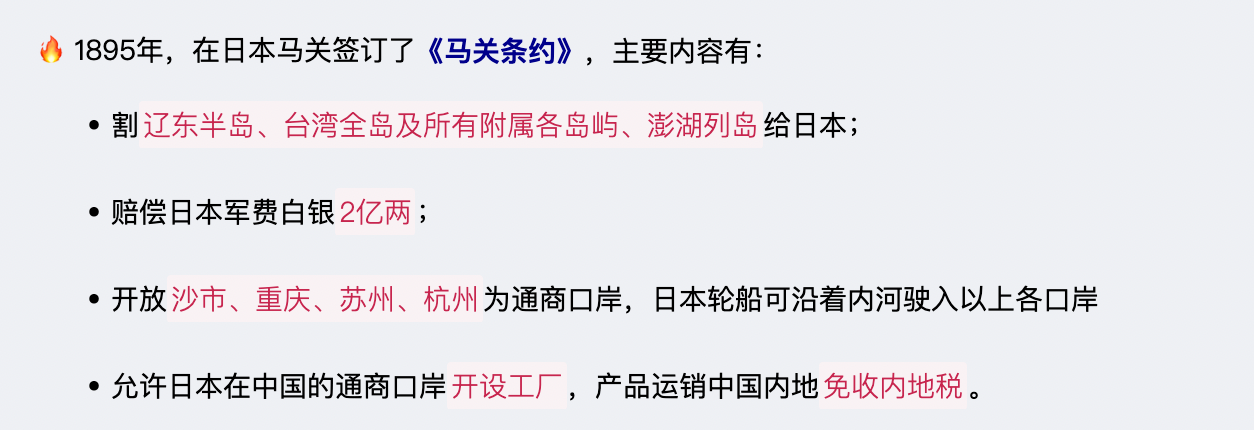 🔥 1895年，在日本马关签订了《马关条约》，主要内容有：
• 割辽东半岛、台湾全岛及所有附属各岛屿、澎湖列岛给日本；
• 赔偿日本军费白银2亿两；
• 开放沙市、重庆、苏州、杭州为通商口岸，日本轮船可沿着内河驶入以上各口岸
• 允许日本在中国的通商口岸开设工厂，产品运销中国内地免收内地税。